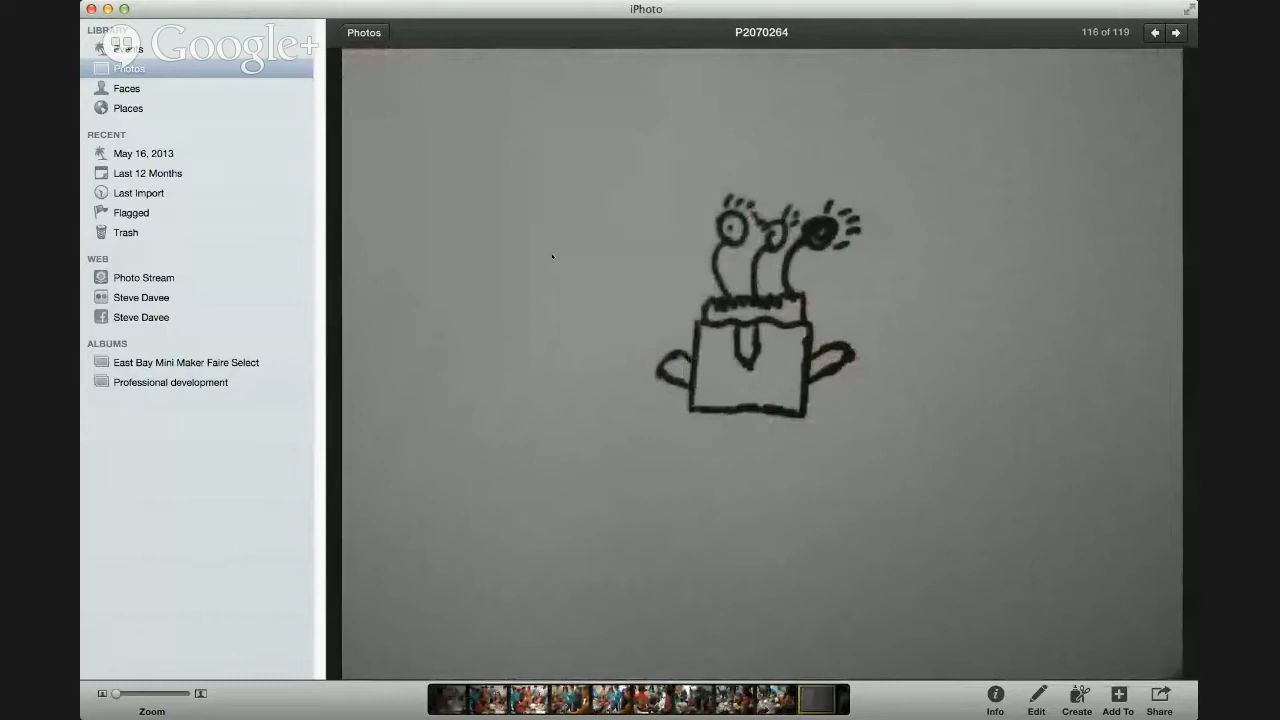 iPhoto
LIBRARY
Google+
Photos
P2070264
116 of 119
Events
Photos
Faces
Places
RECENT
May 16, 2013
Last 12 Months
Last Import
Flagged
Trash
WEB
Photo Stream
Steve Davee
Steve Davee
ALBUMS
East Bay Mini Maker Faire Select
Professional development
Zoom
Info
Edit
Create
Add To
Share